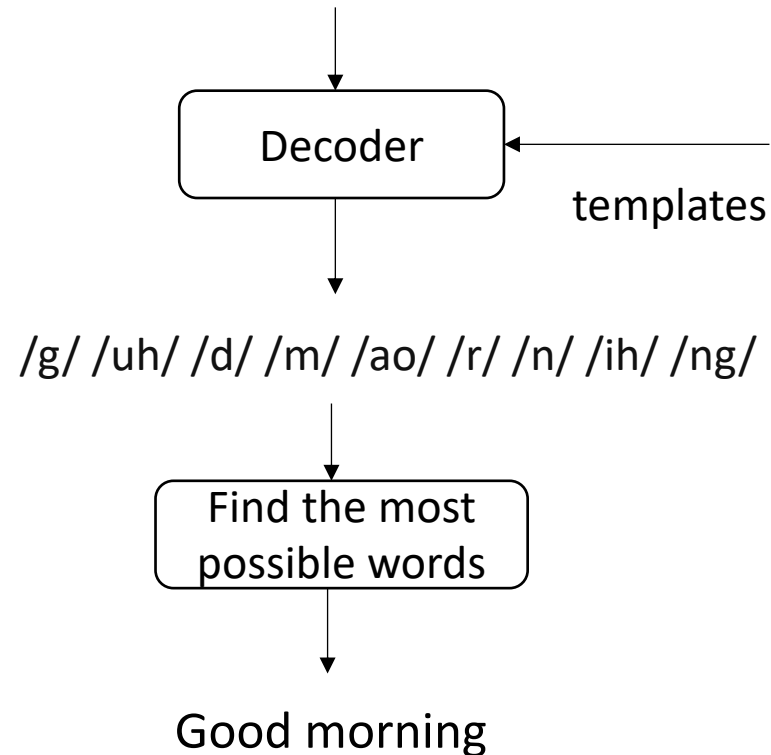 Decoder
templates
/g/ /uh/ /d/ /m/ /ao/ /r/ /n/ /ih/ /ng/
Find the most
possible words
Good morning